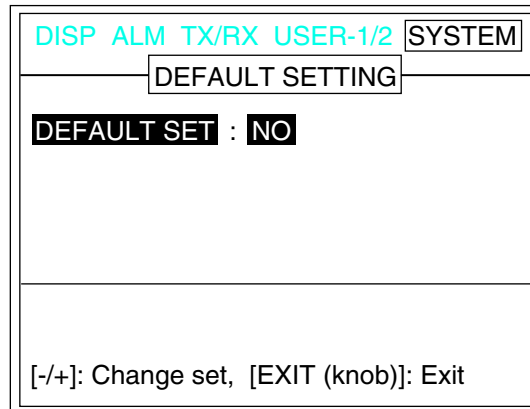 DISP ALM TX/RX USER-1/2 SYSTEM
DEFAULT SETTING
DEFAULT SET : NO
[-/+]: Change set, [EXIT (knob)]: Exit